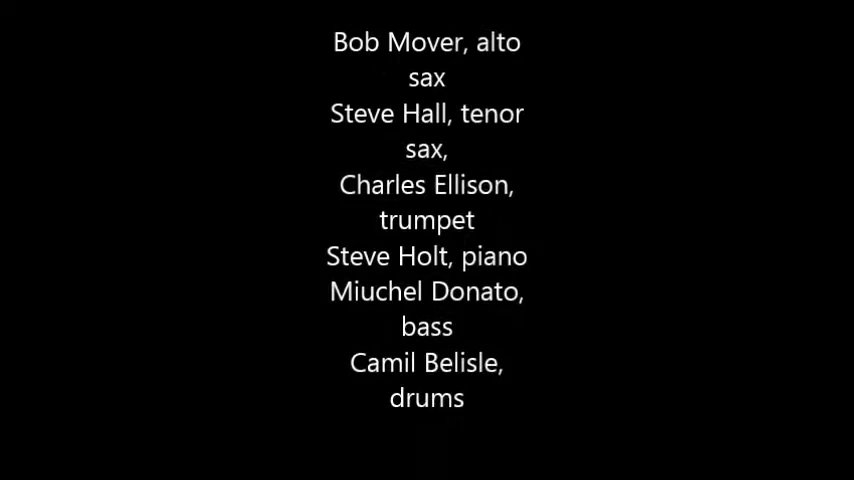 Bob Mover, alto
sax
Steve Hall, tenor
sax,
Charles Ellison,
trumpet
Steve Holt, piano
Miuchel Donato,
bass
Camil Belisle,
drums